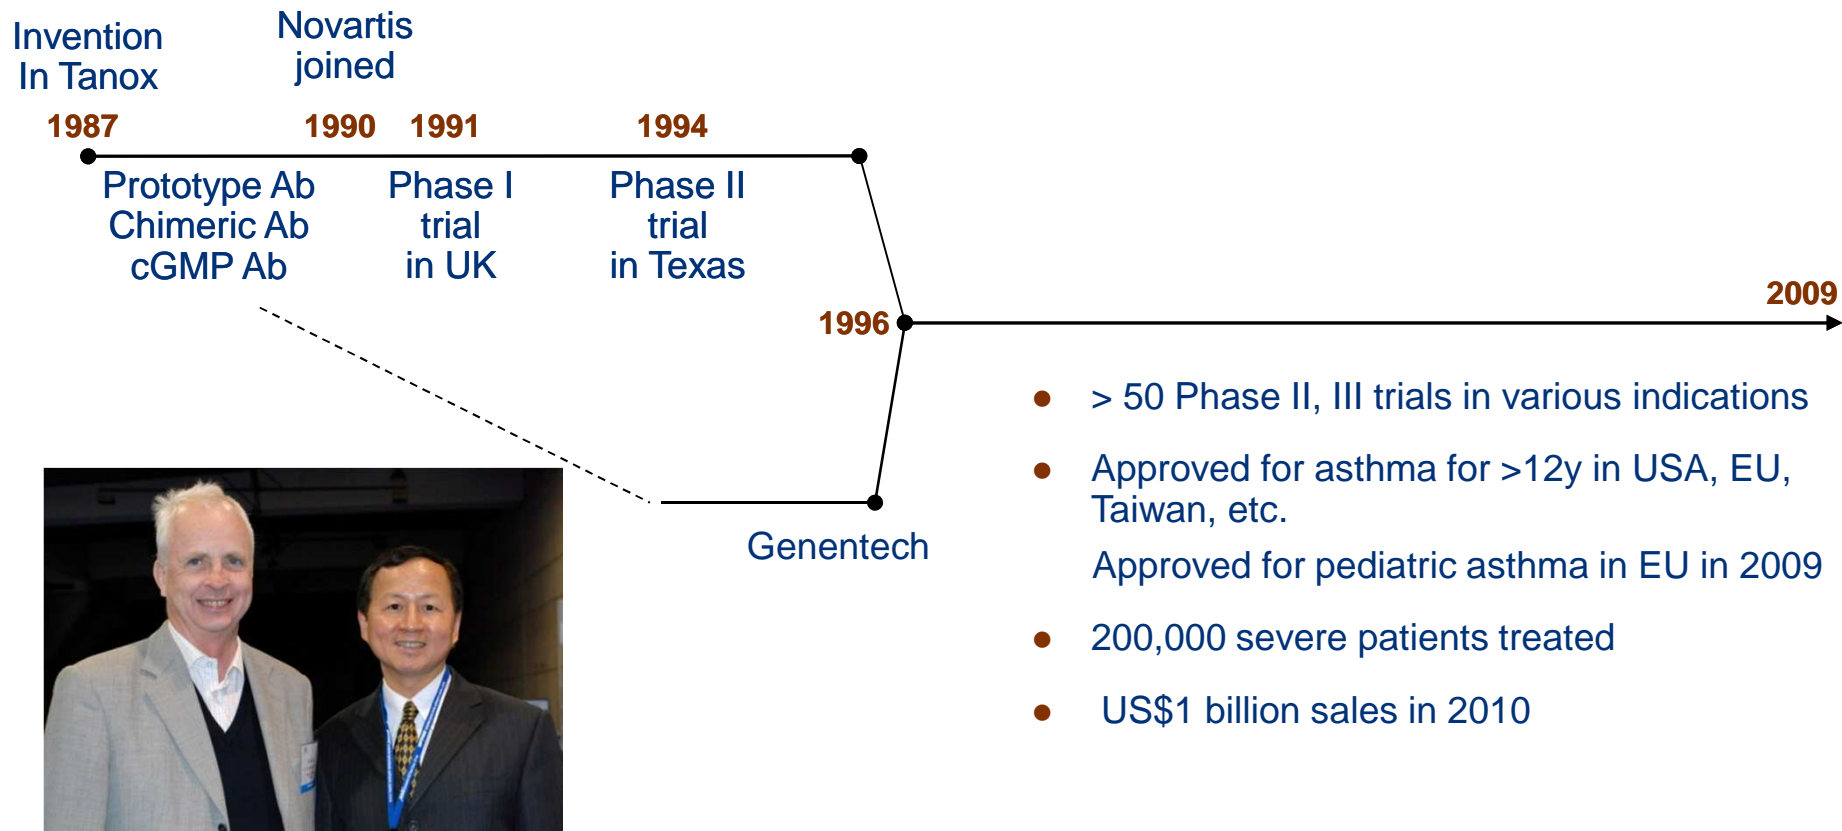 Invention
In Tanox
Novartis
joined
1987
1990
1991
1994
Prototype Ab
Chimeric Ab
cGMP Ab
Phase I
trial
in UK
Phase II
trial
in Texas
1996
2009
Genentech
> 50 Phase II, III trials in various indications
Approved for asthma for >12y in USA, EU,
Taiwan, etc.
Approved for pediatric asthma in EU in 2009
200,000 severe patients treated
US$1 billion sales in 2010